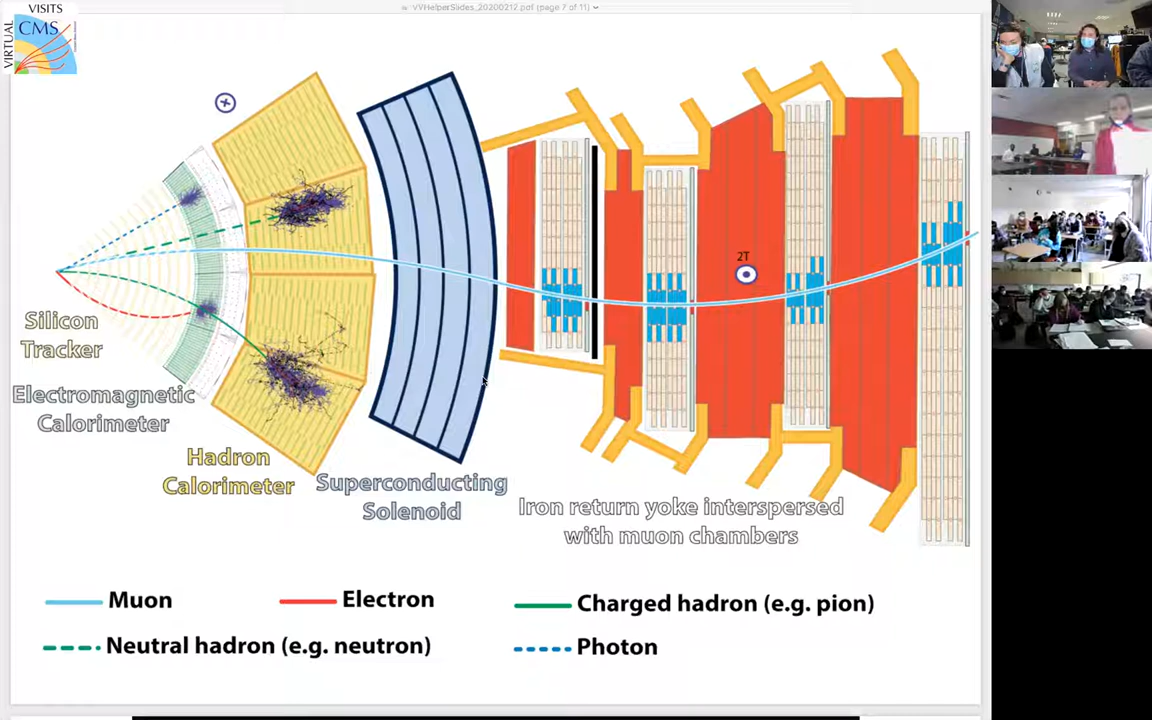 VYHelperSlides_20200212.pdf (page 7 of 11)
VISITS
CMS
VIRTUAL
2T
Silicon
Tracker
Electromagnetic
Calorimeter
Hadron
Calorimeter
Superconducting
Solenoid
Iron return yoke interspersed
with muon chambers
Muon
Electron
Charged hadron (e.g. pion)
Neutral hadron (e.g. neutron)
Photon